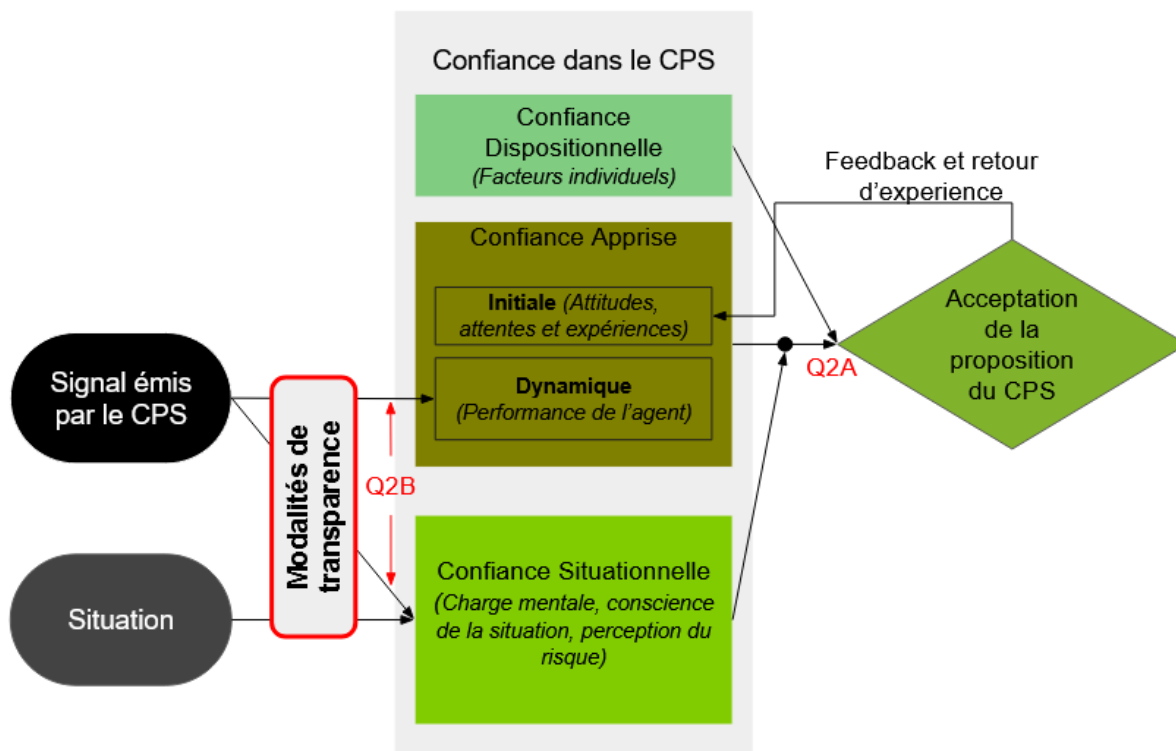 Confiance dans le CPS
Confiance
Dispositionnelle
(Facteurs individuels)
Feedback et retour
d'experience
Confiance Apprise
Initiale (Attitudes,
attentes et expériences)
Dynamique
(Performance de l'agent)
Signal émis
par le CPS
Modalités de
transparence
Q2B
Q2A
Acceptation
de la
proposition
du CPS
Situation
Confiance Situationnelle
(Charge mentale, conscience
de la situation, perception du
risque)